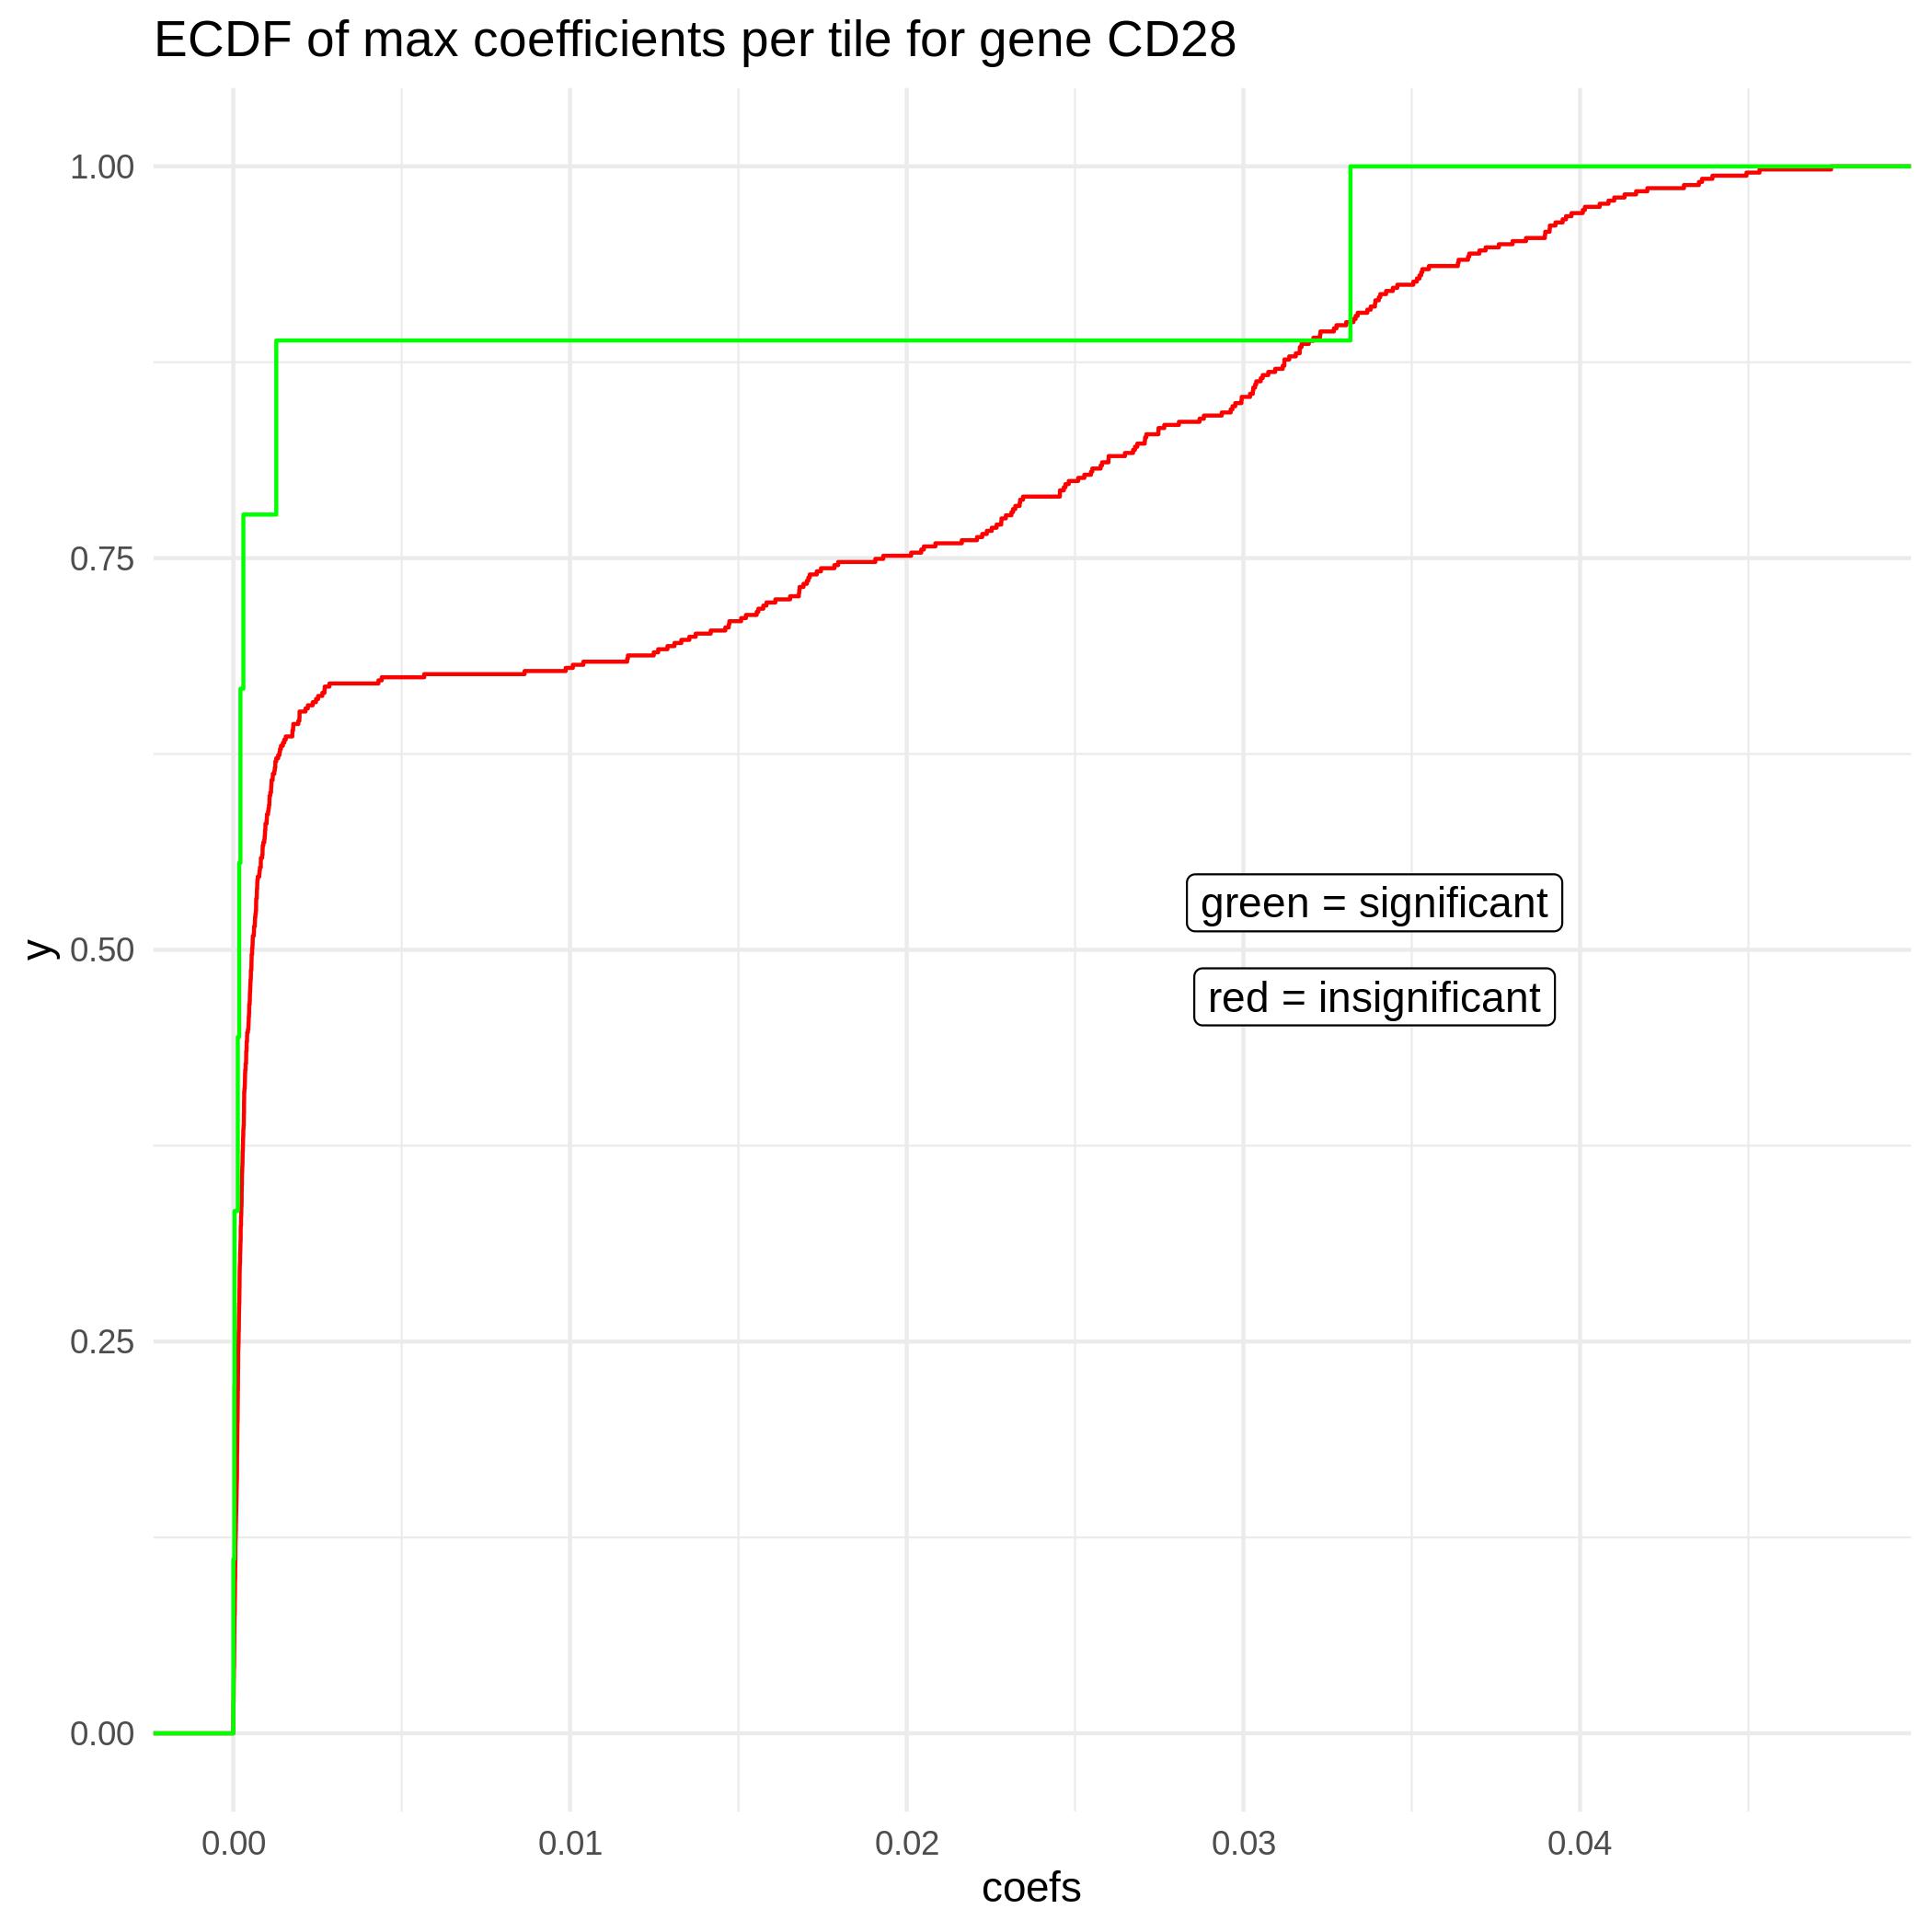 ECDF of max coefficients per tile for gene CD28
1.00
0.75
0.50
0.25
0.00
y
green = significant
red = insignificant
0.00 0.01 0.02 0.03 0.04
coefs